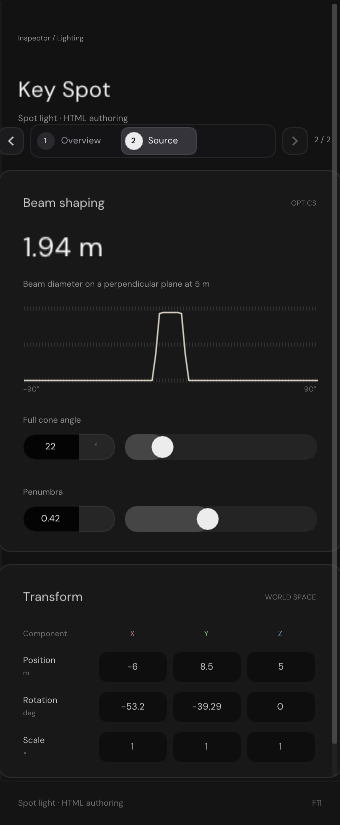 Inspector / Lighting
Key Spot
Spot light · HTML authoring
1 Overview 2 Source 2 / 2
Beam shaping OPTICS
1.94 m
Beam diameter on a perpendicular plane at 5 m
-90° 90°
Full cone angle
22 °
Penumbra
0.42
Transform WORLD SPACE
Component X Y Z
Position -6 8.5 5
m
Rotation -53.2 -39.29 0
deg
Scale 1 1 1
Spot light · HTML authoring F11